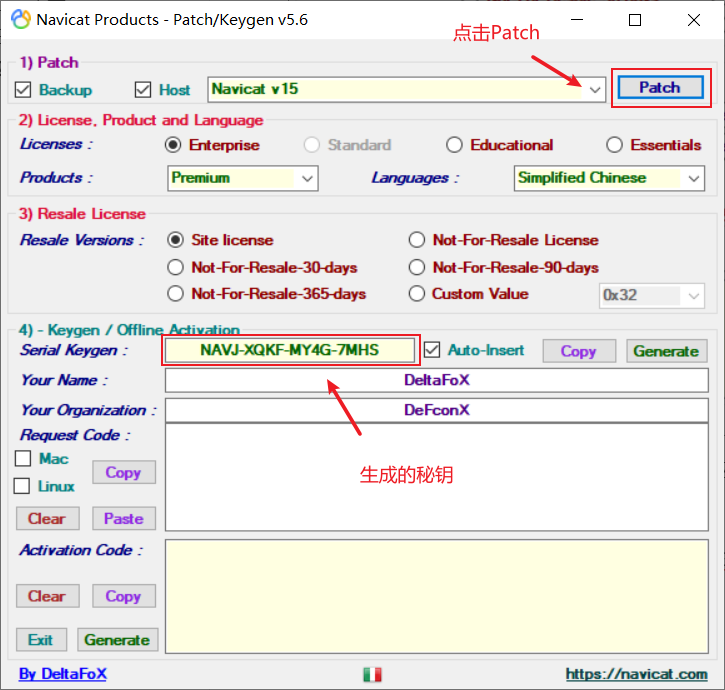 Navicat Products - Patch/Keygen v5.6
点击Patch
1) Patch
Backup Host Navicat v15 Patch
2) License, Product and Language
Licenses : Enterprise Standard Educational Essentials
Products : Premium Languages : Simplified Chinese
3) Resale License
Resale Versions : Site license Not-For-Resale License
Not-For-Resale-30-days Not-For-Resale-90-days
Not-For-Resale-365-days Custom Value 0x32
4) - Keygen / Offline Activation
Serial Keygen : NAVJ-XQKF-MY4G-7MHS Auto-Insert Copy Generate
Your Name : DeltaFoX
Your Organization : DeFconX
Request Code :
Mac
Copy
Linux
生成的秘钥
Clear Paste
Activation Code :
Clear Copy
Exit Generate
By DeltaFoX https://navicat.com